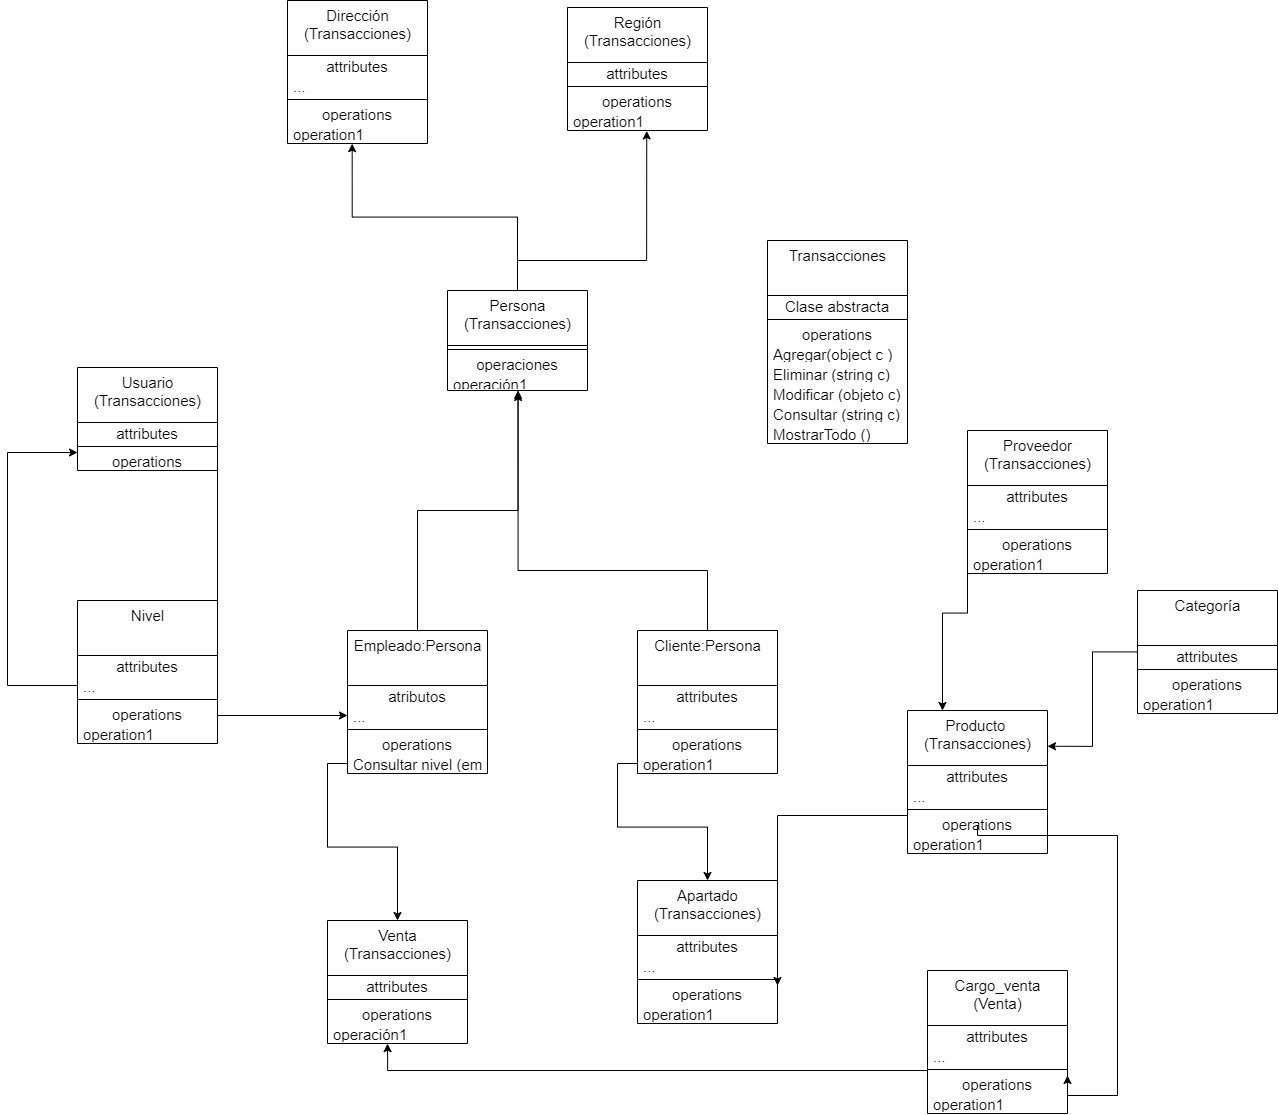 Dirección
(Transacciones)
attributes
...
operations
operation1
Región
(Transacciones)
attributes
operations
operation1
Transacciones
Clase abstracta
operations
Agregar(object c )
Eliminar (string c)
Modificar (objeto c)
Consultar (string c)
MostrarTodo ()
Persona
(Transacciones)
operaciones
operación1
Usuario
(Transacciones)
attributes
operations
Proveedor
(Transacciones)
attributes
...
operations
operation1
Nivel
attributes
...
operations
operation1
Empleado:Persona
atributos
...
operations
Consultar nivel (em
Cliente:Persona
attributes
...
operations
operation1
Categoría
attributes
operations
operation1
Producto
(Transacciones)
attributes
...
operations
operation1
Apartado
(Transacciones)
attributes
...
operations
operation1
Venta
(Transacciones)
attributes
operations
operación1
Cargo_venta
(Venta)
attributes
...
operations
operation1